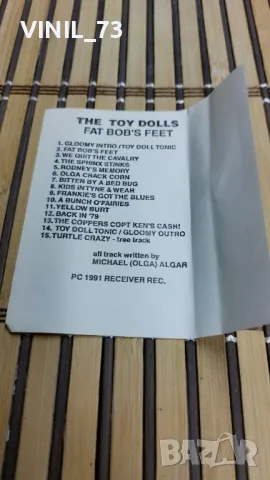 VINIL_73
THE TOY DOLLS
FAT BOB'S FEET
1. GLOOMY INTRO / TOY DOLL TONIC
2. FAT BOB'S FEET
3. WE QUIT THE CAVALRY
4. THE SPHINX STINKS
5. RODNEY'S MEMORY
6. OLGA CRACK CORN
7. BITTEN BY A BED BUG
8. KIDS IN TYNE & WEAR
9. FRANKIE'S GOT THE BLUES
10. A BUNCH O'FAIRIES
11. YELLOW BURT
12. BACK IN '79
13. THE COPPERS COPT KEN'S CASH!
14. TOY DOLL TONIC / GLOOMY OUTRO
15. TURTLE CRAZY - free track
all track written by
MICHAEL (OLGA) ALGAR
PC 1991 RECEIVER REC.
BAZAR